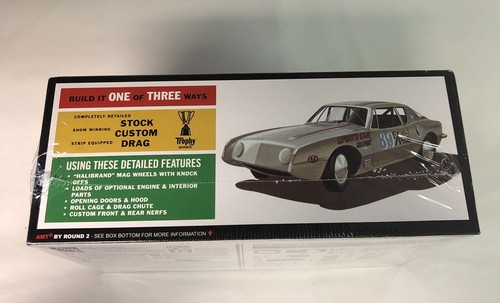 BUILD IT ONE OF THREE WAYS
COMPLETELY DETAILED STOCK
SHOW WINNING CUSTOM
STRIP EQUIPPED DRAG
Trophy
USING THESE DETAILED FEATURES
• "HALIBRAND" MAG WHEELS WITH KNOCK
OFFS
• LOADS OF OPTIONAL ENGINE & INTERIOR
PARTS
• OPENING DOORS & HOOD
• ROLL CAGE & DRAG CHUTE
• CUSTOM FRONT & REAR NERFS
AMT® BY ROUND 2 - SEE BOX BOTTOM FOR MORE INFORMATION